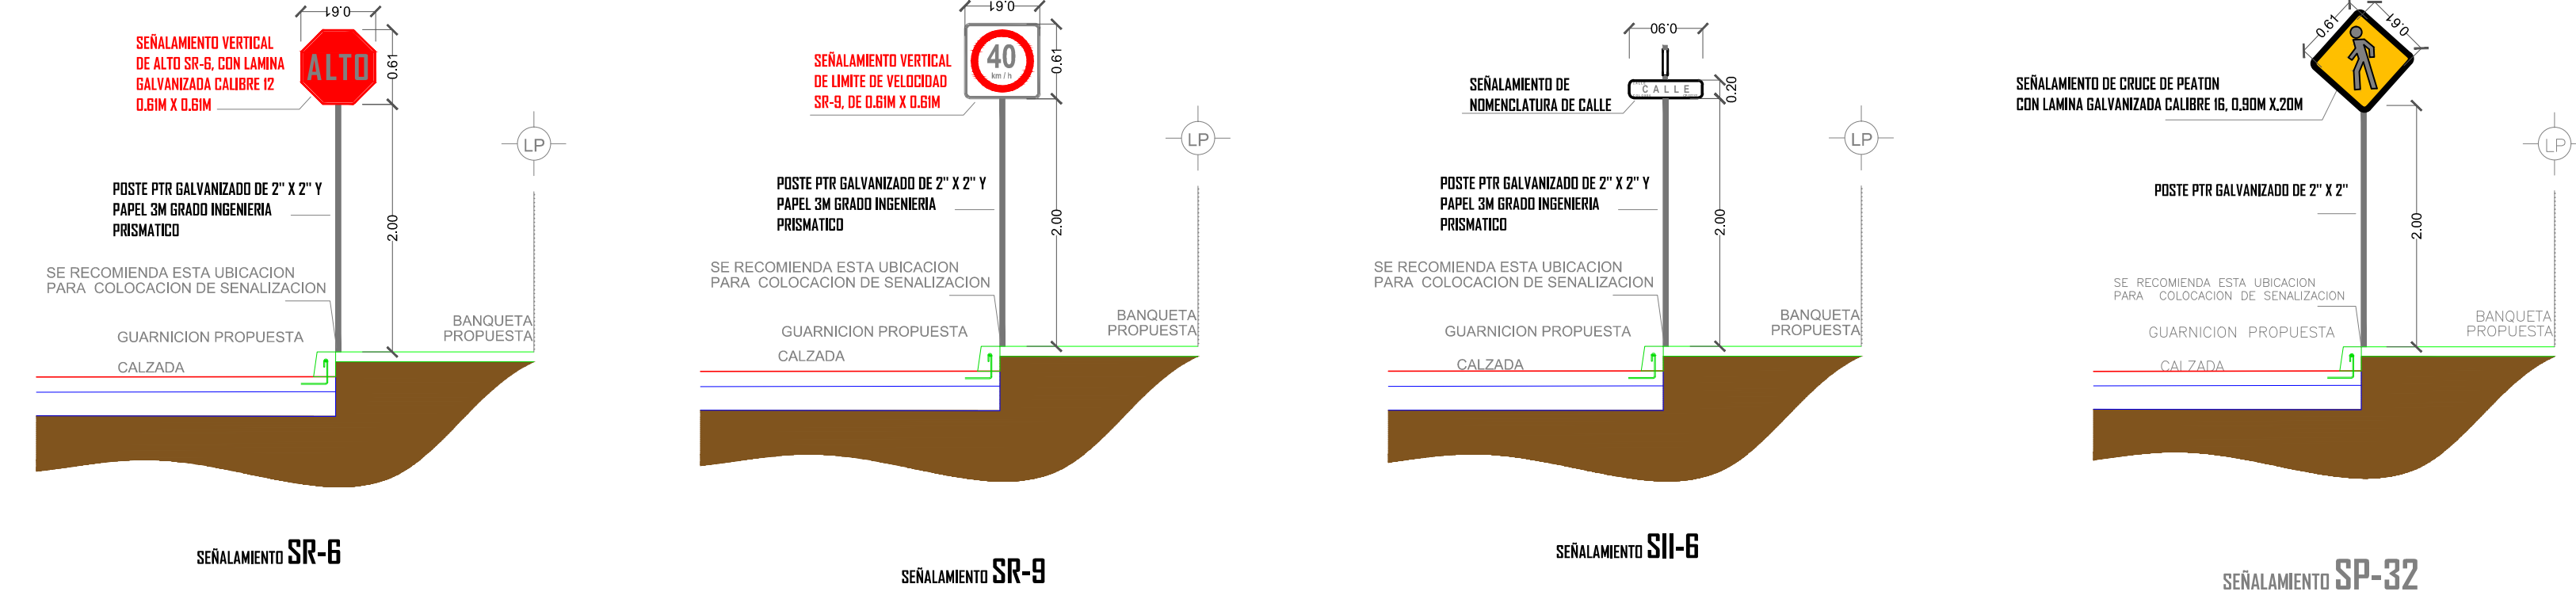 0.61
SEÑALAMIENTO VERTICAL
DE ALTO SR-6, CON LAMINA
GALVANIZADA CALIBRE 12
0.61M X 0.61M
ALTO
0.61
LP
POSTE PTR GALVANIZADO DE 2" X 2" Y
PAPEL 3M GRADO INGENIERIA
PRISMATICO
2.00
SE RECOMIENDA ESTA UBICACION
PARA COLOCACION DE SENALIZACION
GUARNICION PROPUESTA
BANQUETA
PROPUESTA
CALZADA
SEÑALAMIENTO SR-6
0.61
SEÑALAMIENTO VERTICAL
DE LIMITE DE VELOCIDAD
SR-9, DE 0.61M X 0.61M
40
km / h
0.61
LP
POSTE PTR GALVANIZADO DE 2" X 2" Y
PAPEL 3M GRADO INGENIERIA
PRISMATICO
2.00
SE RECOMIENDA ESTA UBICACION
PARA COLOCACION DE SENALIZACION
GUARNICION PROPUESTA
BANQUETA
PROPUESTA
CALZADA
SEÑALAMIENTO SR-9
0.90
SEÑALAMIENTO DE
NOMENCLATURA DE CALLE
CALLE
0.20
LP
POSTE PTR GALVANIZADO DE 2" X 2" Y
PAPEL 3M GRADO INGENIERIA
PRISMATICO
2.00
SE RECOMIENDA ESTA UBICACION
PARA COLOCACION DE SENALIZACION
GUARNICION PROPUESTA
BANQUETA
PROPUESTA
CALZADA
SEÑALAMIENTO SII-6
0.61
0.61
SEÑALAMIENTO DE CRUCE DE PEATON
CON LAMINA GALVANIZADA CALIBRE 16, 0.90M X.20M
LP
POSTE PTR GALVANIZADO DE 2" X 2"
2.00
SE RECOMIENDA ESTA UBICACION
PARA COLOCACION DE SENALIZACION
GUARNICION PROPUESTA
BANQUETA
PROPUESTA
CALZADA
SEÑALAMIENTO SP-32